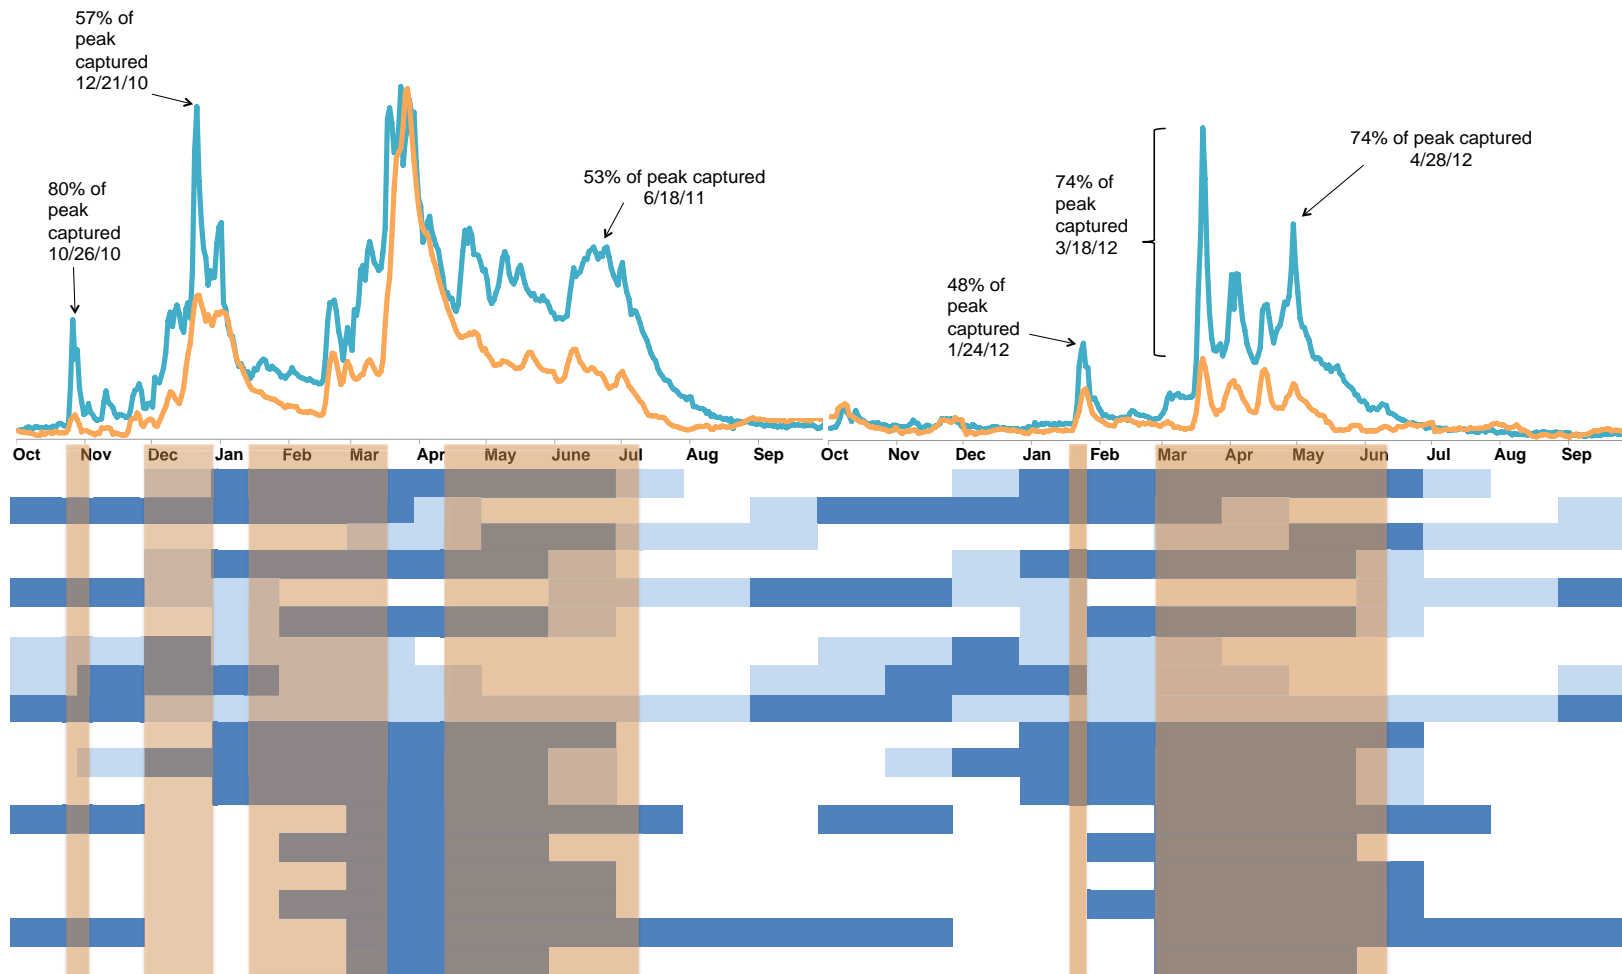 57% of
peak
captured
12/21/10
80% of
peak
captured
10/26/10
53% of peak captured
6/18/11
74% of peak captured
4/28/12
74% of
peak
captured
3/18/12
48% of
peak
captured
1/24/12
Oct Nov Dec Jan Feb Mar Apr May June Jul Aug Sep Oct Nov Dec Jan Feb Mar Apr May Jun Jul Aug Sep